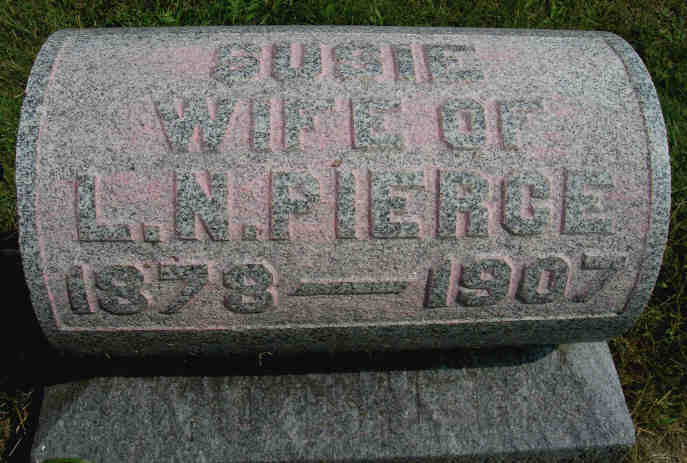 SUSIE
WIFE OF
L.N.PIERCE
1878 — 1907